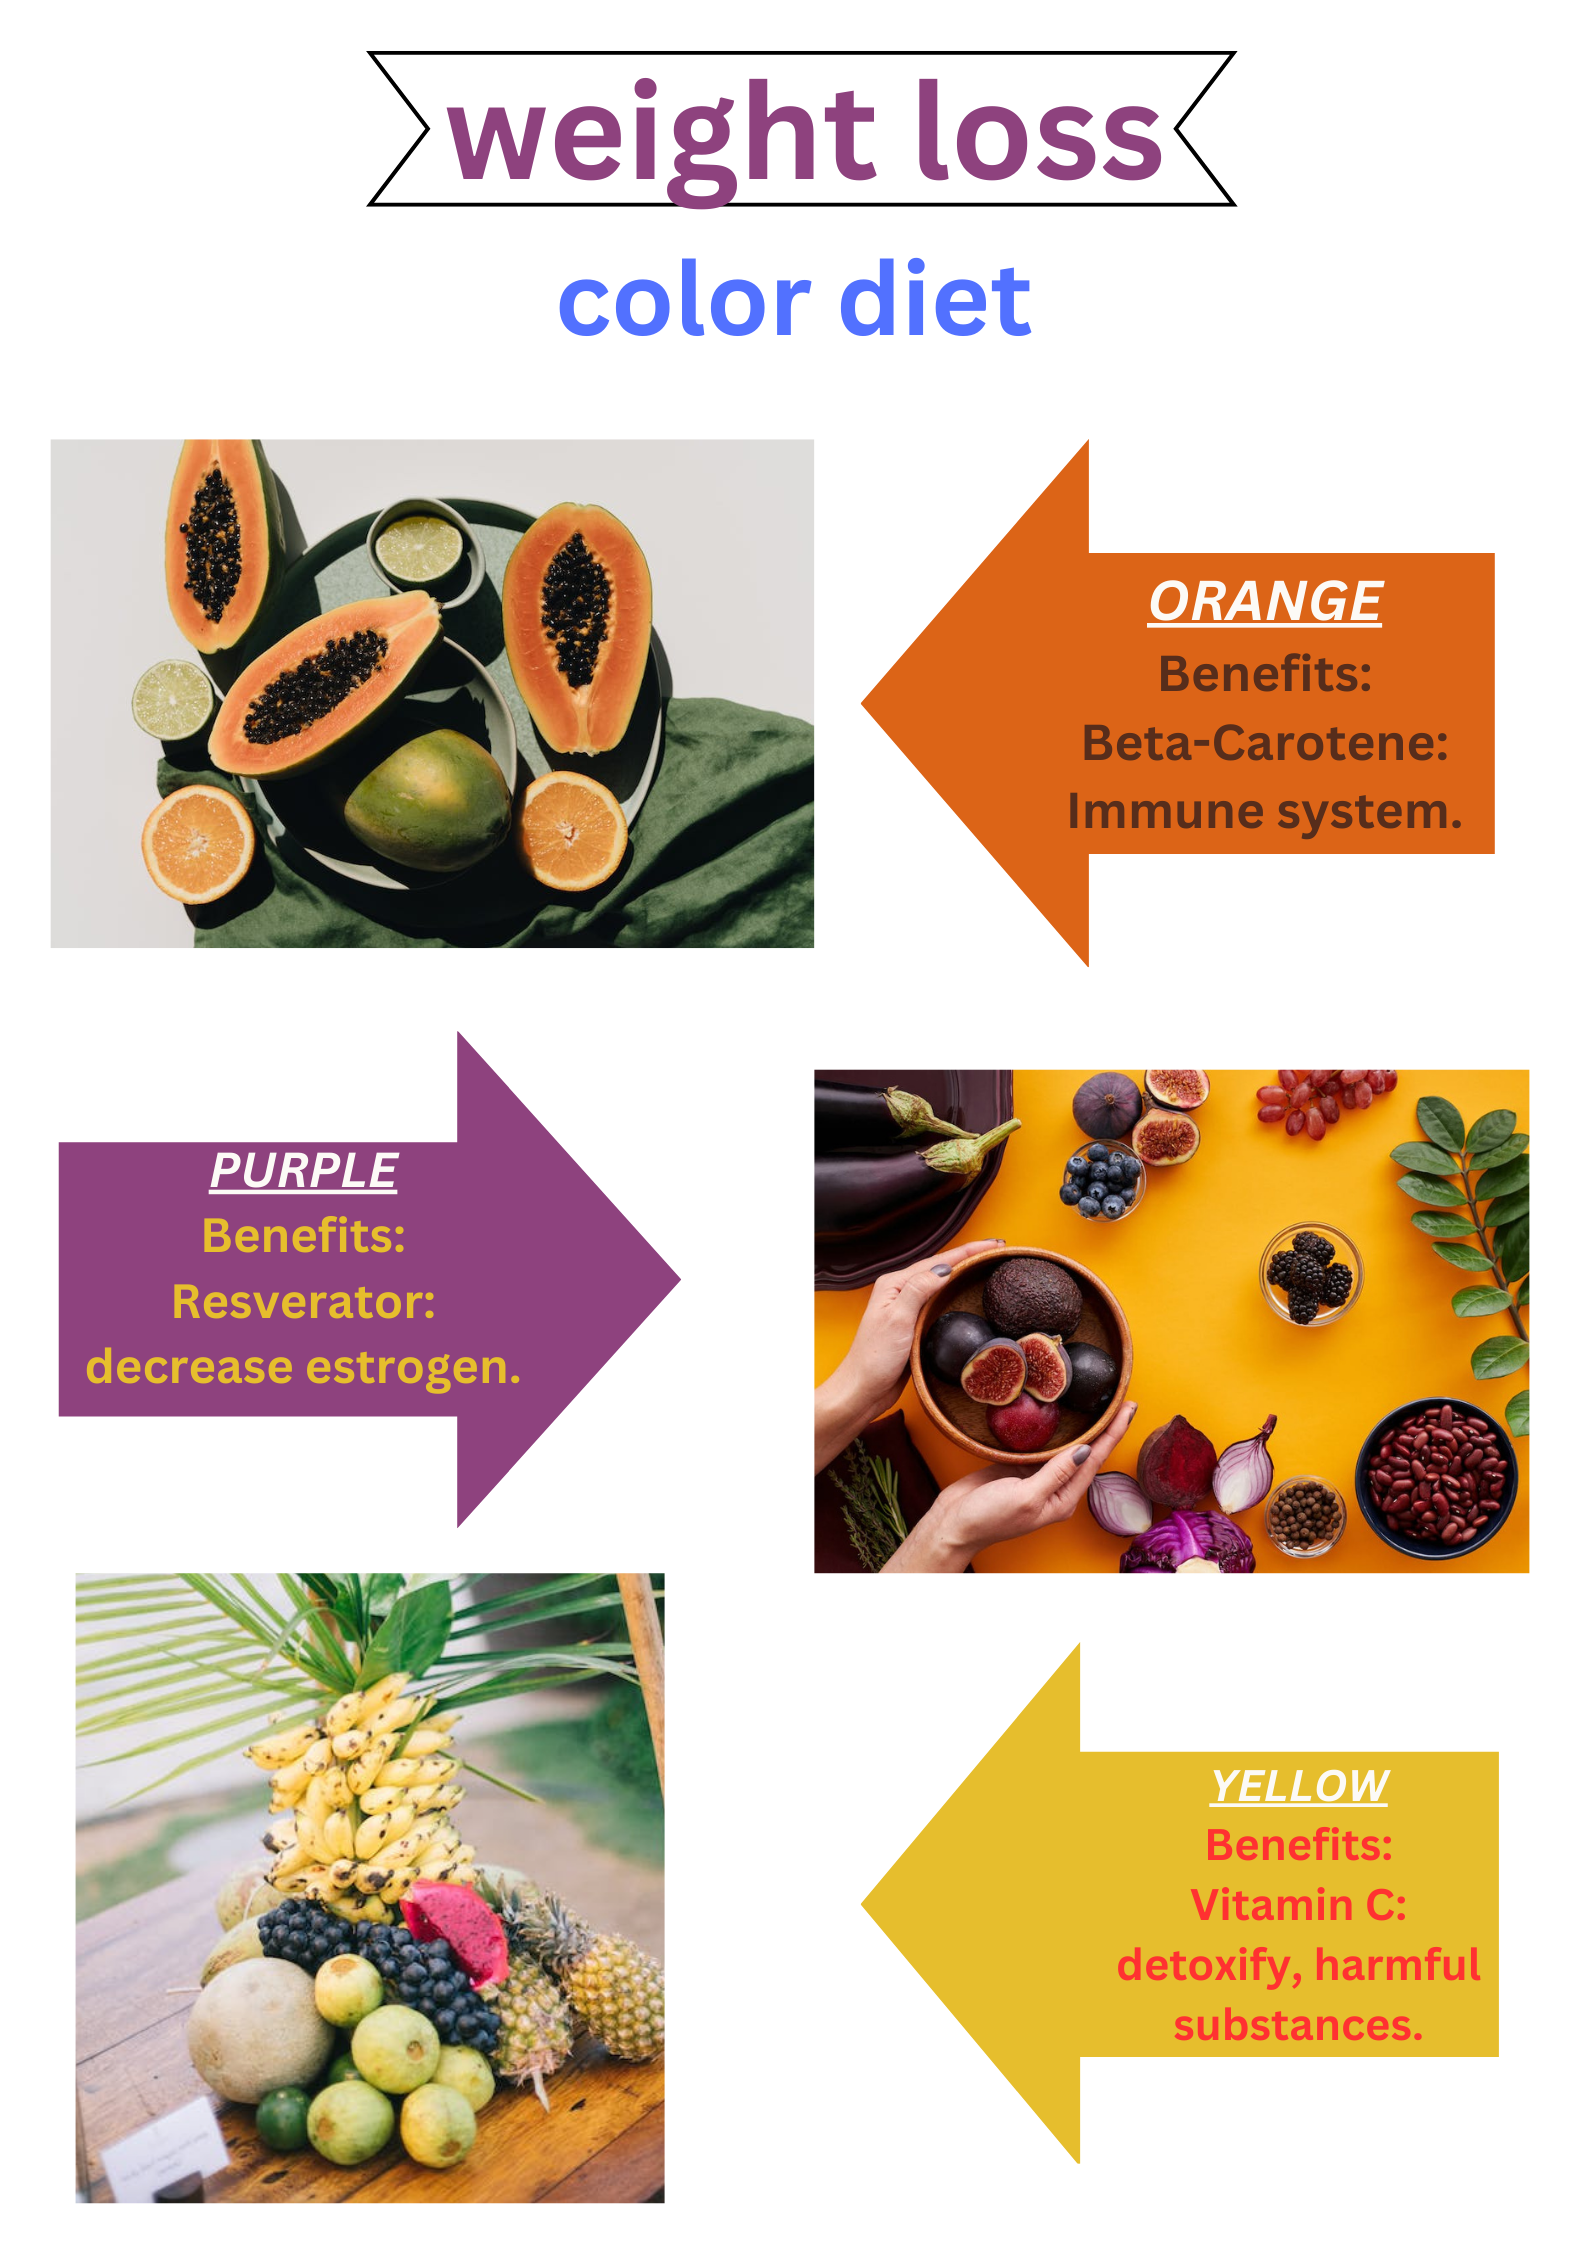 weight loss
color diet
ORANGE
Benefits:
Beta-Carotene:
Immune system.
PURPLE
Benefits:
Resverator:
decrease estrogen.
YELLOW
Benefits:
Vitamin C:
detoxify, harmful
substances.